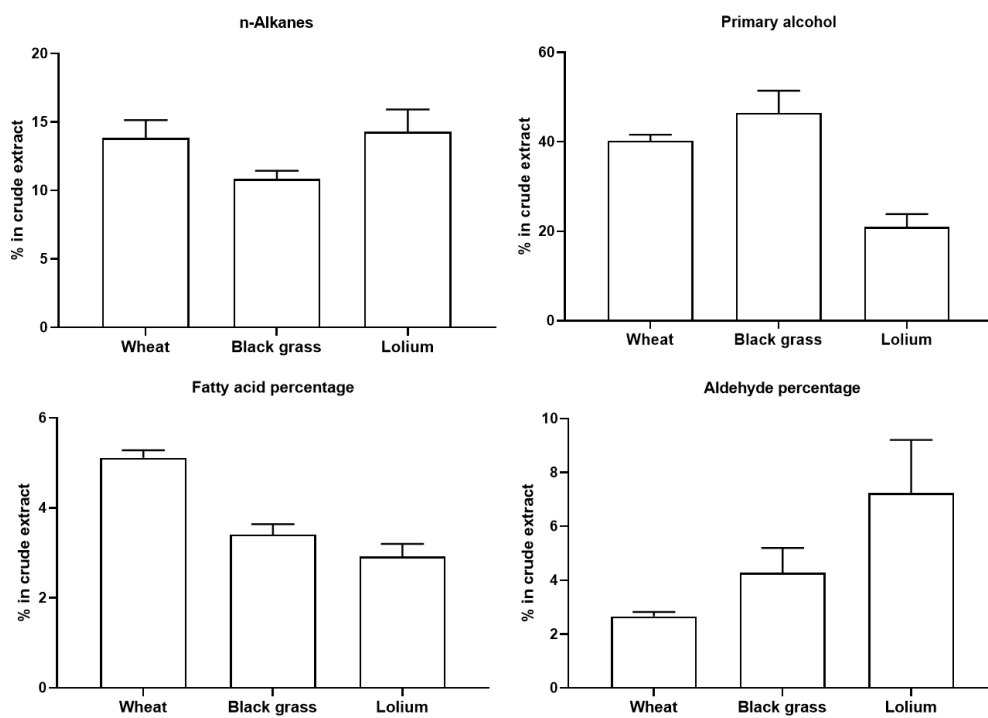 n-Alkanes
% in crude extract
20
15
10
5
0
Wheat Black grass Lolium
Primary alcohol
% in crude extract
60
40
20
0
Wheat Black grass Lolium
Fatty acid percentage
% in crude extract
6
4
2
0
Wheat Black grass Lolium
Aldehyde percentage
% in crude extract
10
8
6
4
2
0
Wheat Black grass Lolium